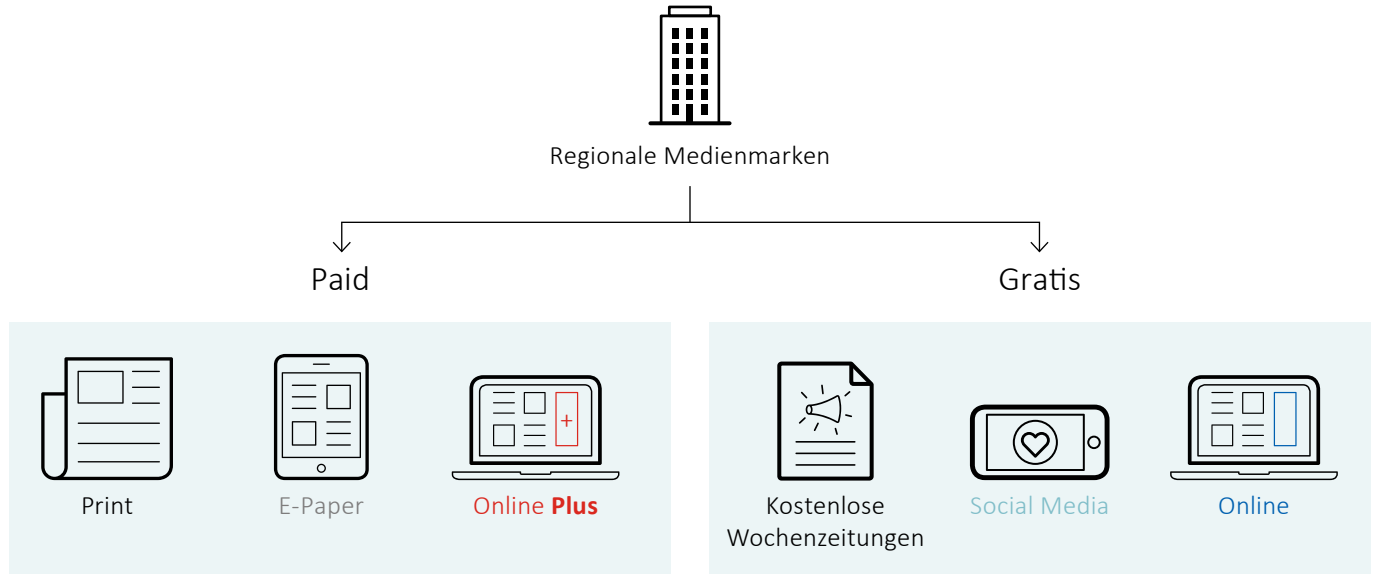 Regionale Medienmarken
Paid
Gratis
Print
E-Paper
Online Plus
Kostenlose
Wochenzeitungen
Social Media
Online